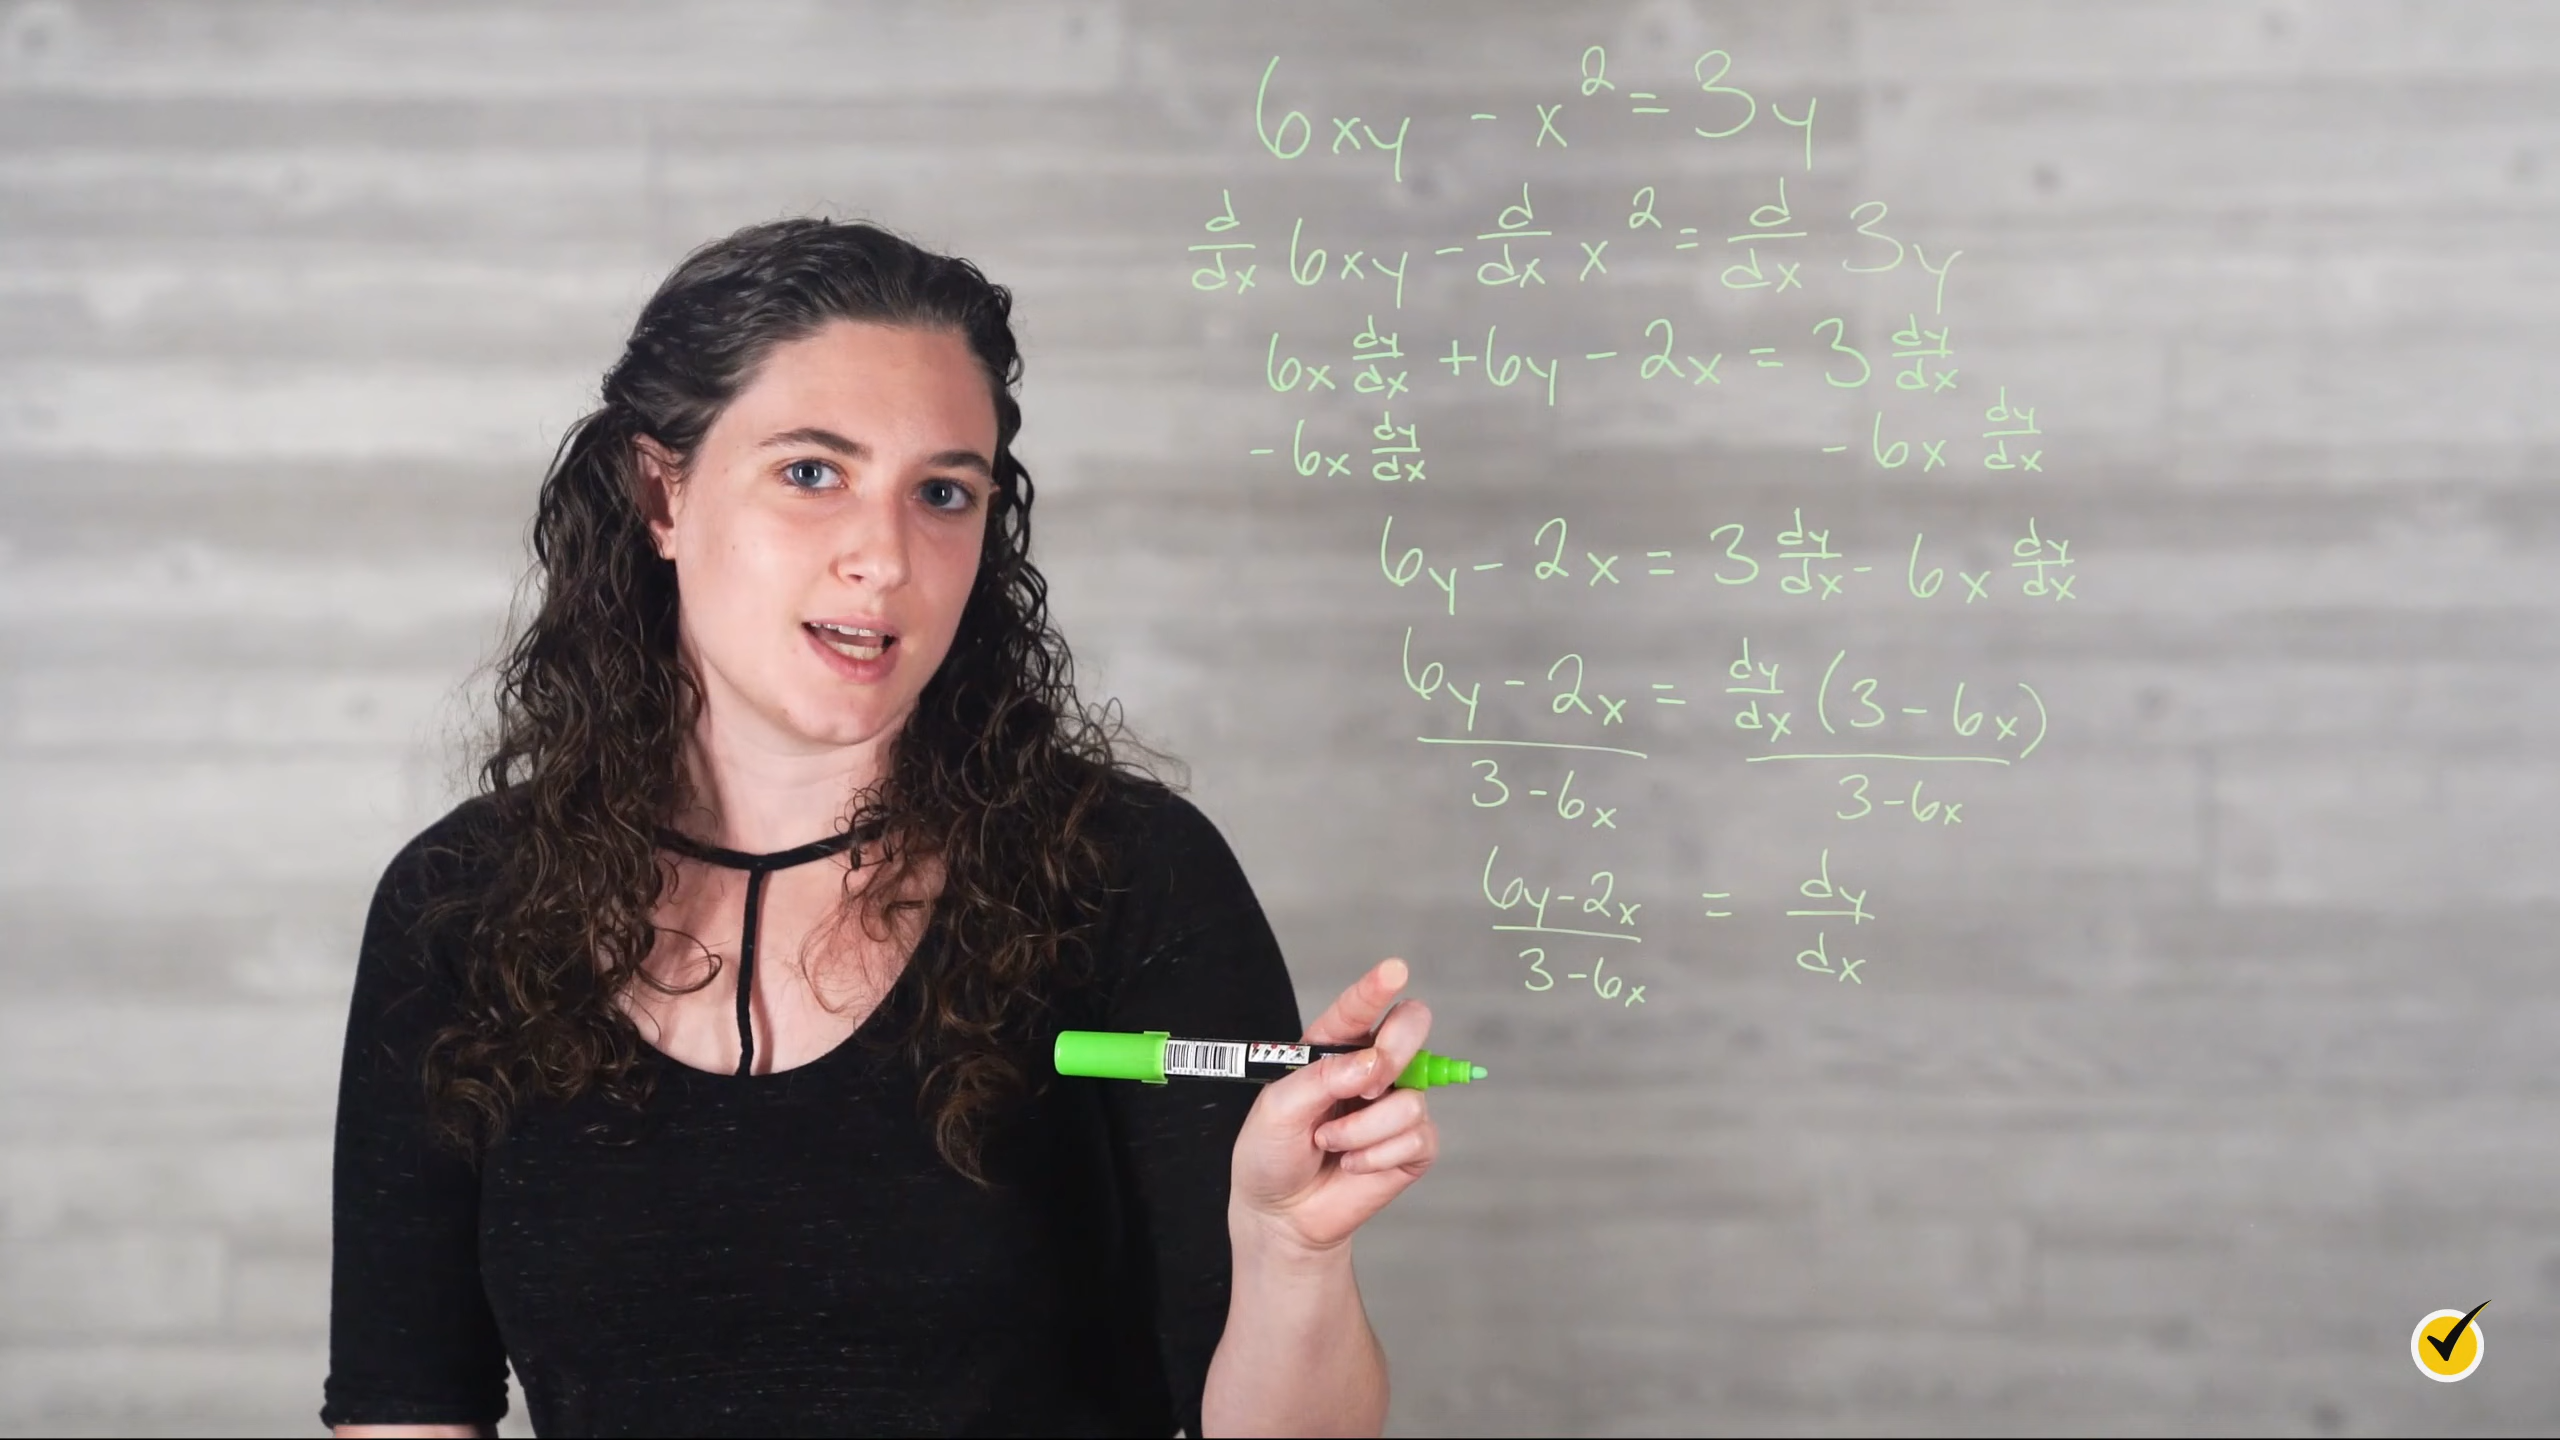 6xy - x² = 3y
d/dx 6xy - d/dx x² = d/dx 3y
6x dy/dx + 6y - 2x = 3 dy/dx
- 6x dy/dx - 6x dy/dx
6y - 2x = 3 dy/dx - 6x dy/dx
6y - 2x = dy/dx (3 - 6x)
3 - 6x 3 - 6x
6y - 2x / 3 - 6x = dy/dx